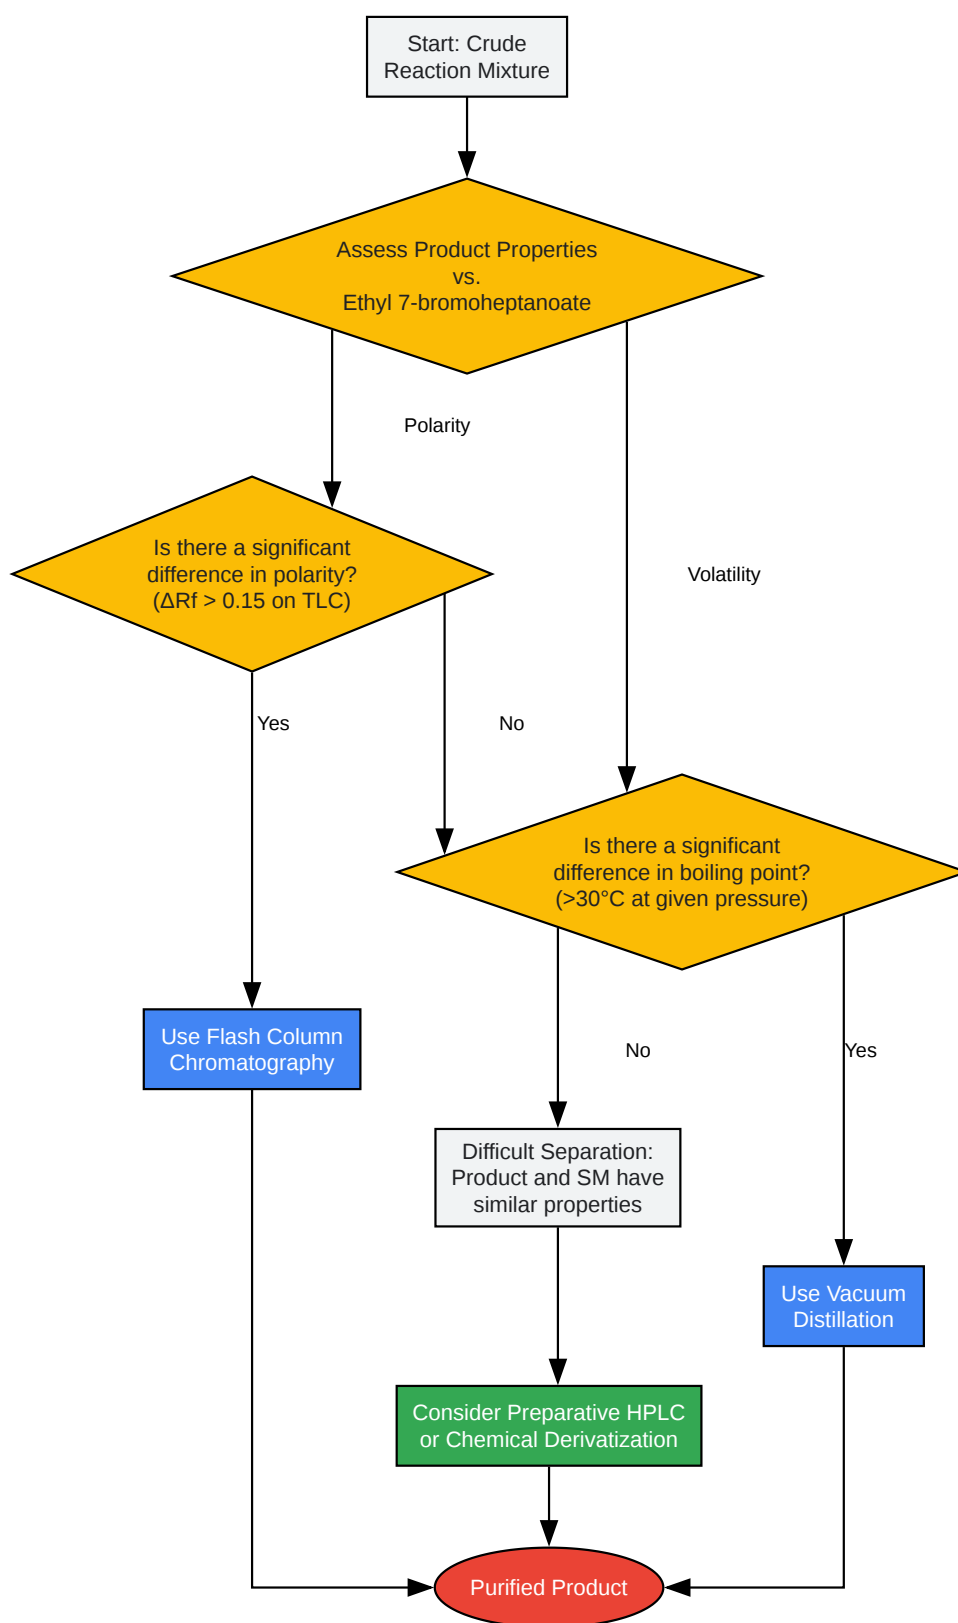 Start: Crude
Reaction Mixture
Assess Product Properties
vs.
Ethyl 7-bromoheptanoate
Polarity
Is there a significant
difference in polarity?
(ΔRf > 0.15 on TLC)
Volatility
Yes
No
Is there a significant
difference in boiling point?
(>30°C at given pressure)
Use Flash Column
Chromatography
No
Yes
Difficult Separation:
Product and SM have
similar properties
Use Vacuum
Distillation
Consider Preparative HPLC
or Chemical Derivatization
Purified Product